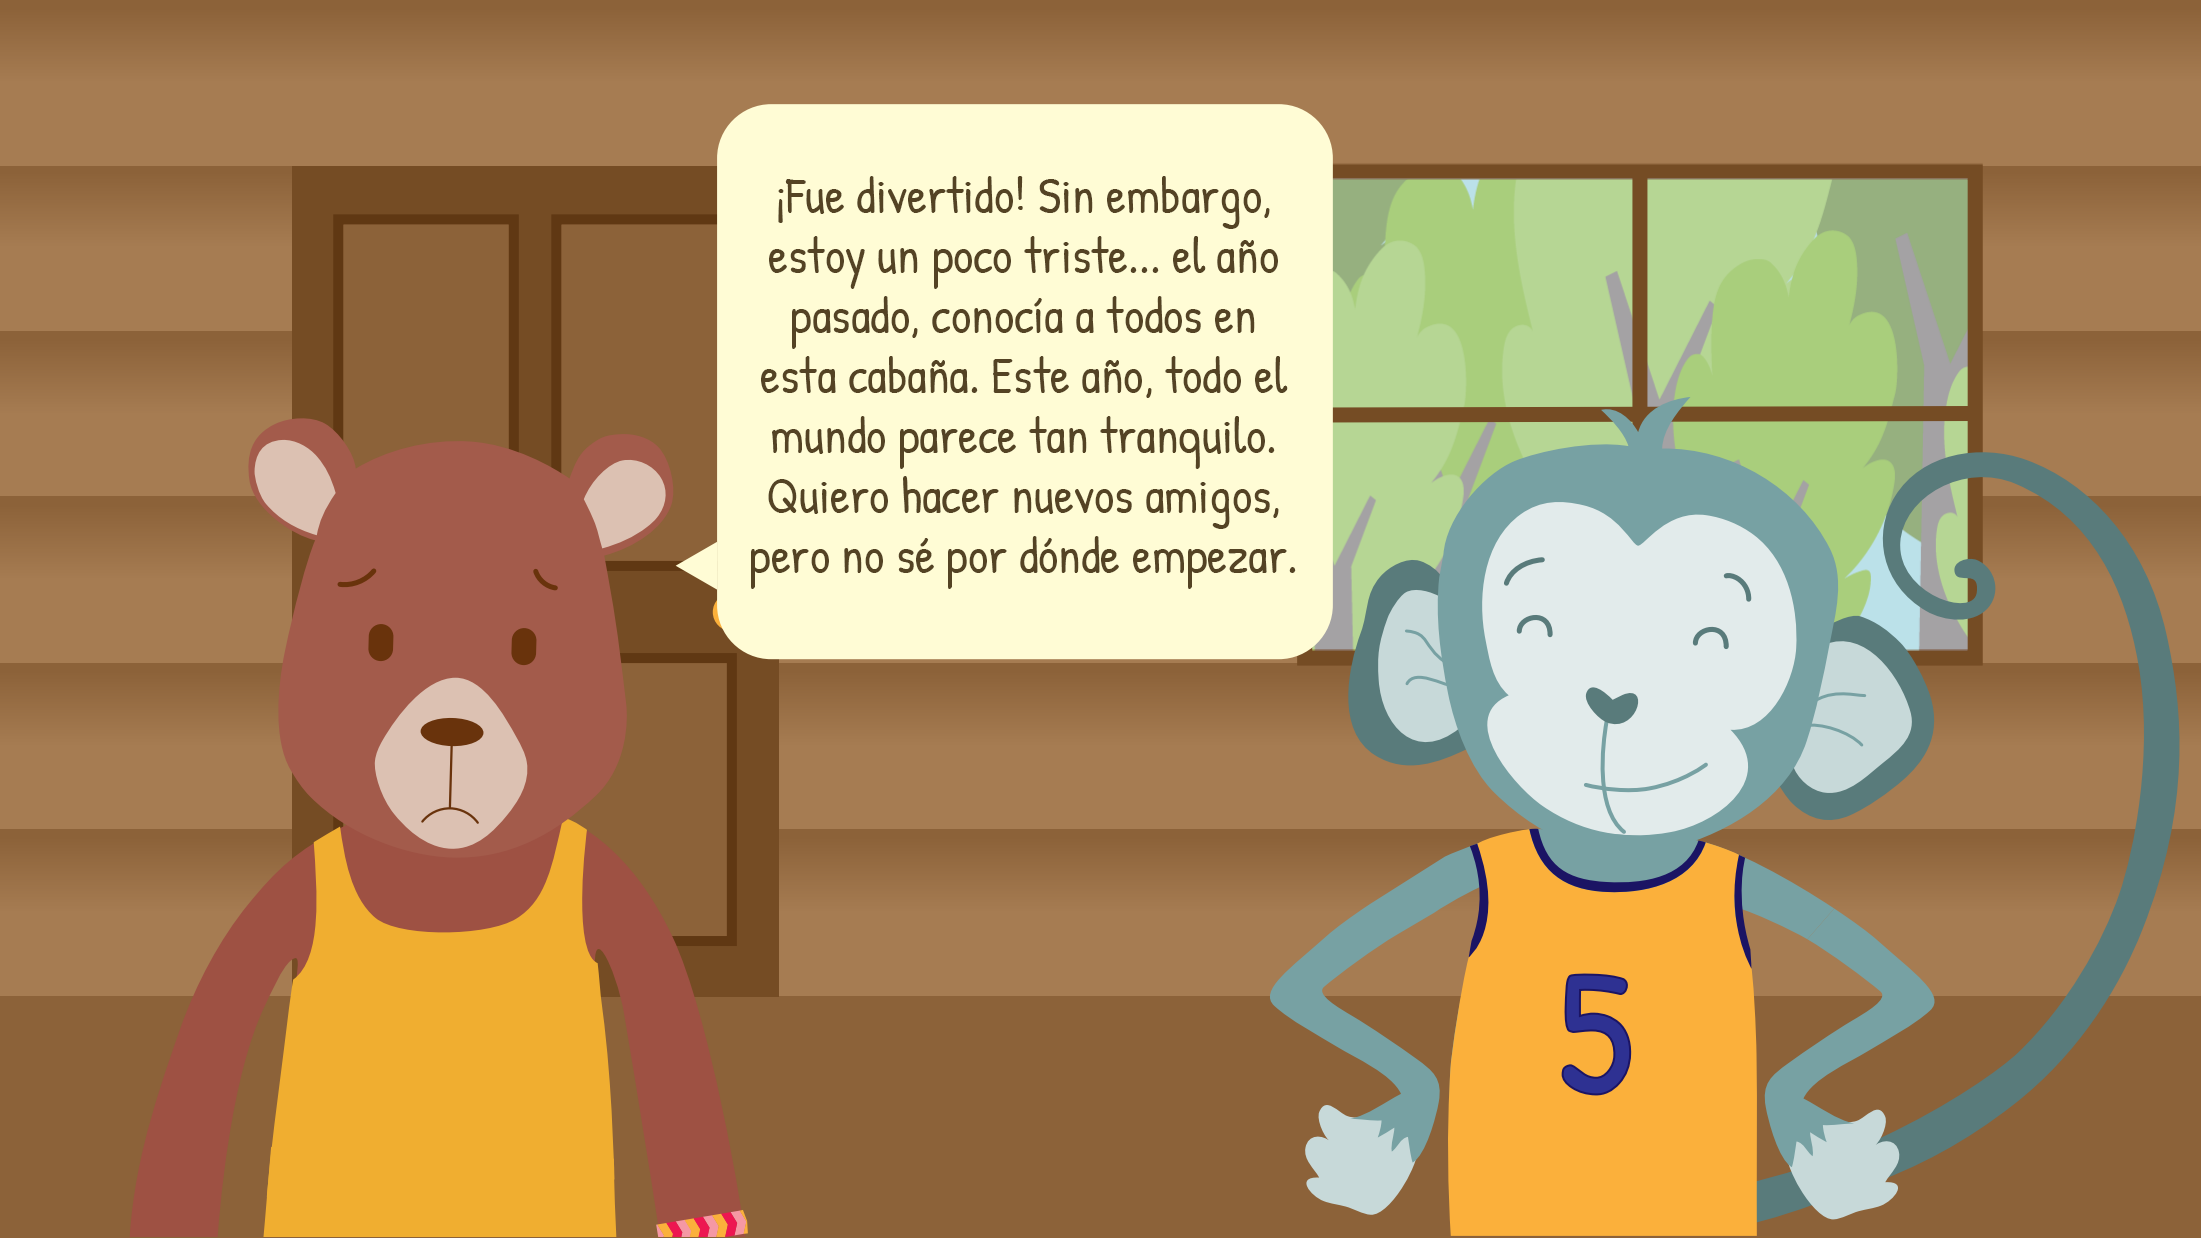 ¡Fue divertido! Sin embargo,
estoy un poco triste... el año
pasado, conocía a todos en
esta cabaña. Este año, todo el
mundo parece tan tranquilo.
Quiero hacer nuevos amigos,
pero no sé por dónde empezar.
5